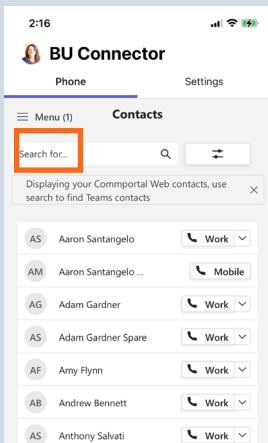 2:16
BU Connector
Phone Settings
Menu (1) Contacts
Search for...
Displaying your Commportal Web contacts, use
search to find Teams contacts
AS Aaron Santangelo Work
AM Aaron Santangelo ... Mobile
AG Adam Gardner Work
AS Adam Gardner Spare Work
AF Amy Flynn Work
AB Andrew Bennett Work
AS Anthony Salvati Work